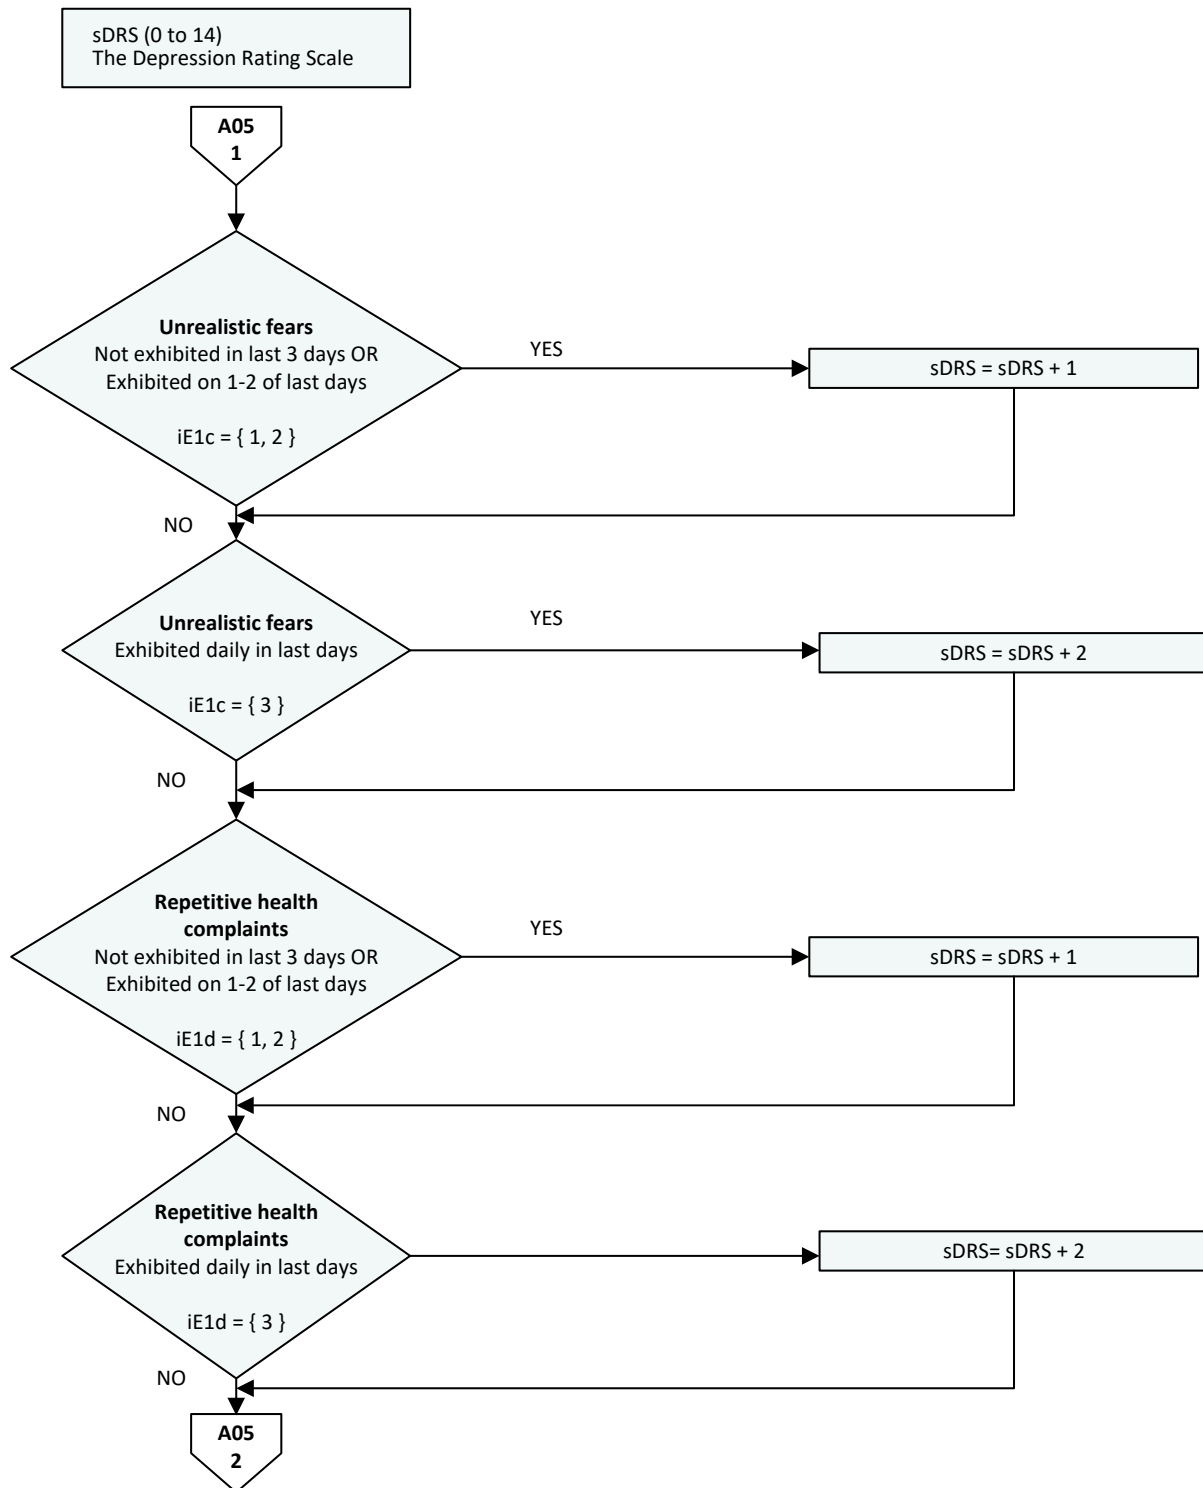 sDRS (0 to 14)
The Depression Rating Scale
A05
1
Unrealistic fears
Not exhibited in last 3 days OR
Exhibited on 1-2 of last days
iE1c = { 1, 2 }
YES
sDRS = sDRS + 1
NO
Unrealistic fears
Exhibited daily in last days
iE1c = { 3 }
YES
sDRS = sDRS + 2
NO
Repetitive health
complaints
Not exhibited in last 3 days OR
Exhibited on 1-2 of last days
iE1d = { 1, 2 }
YES
sDRS = sDRS + 1
NO
Repetitive health
complaints
Exhibited daily in last days
iE1d = { 3 }
sDRS= sDRS + 2
NO
A05
2